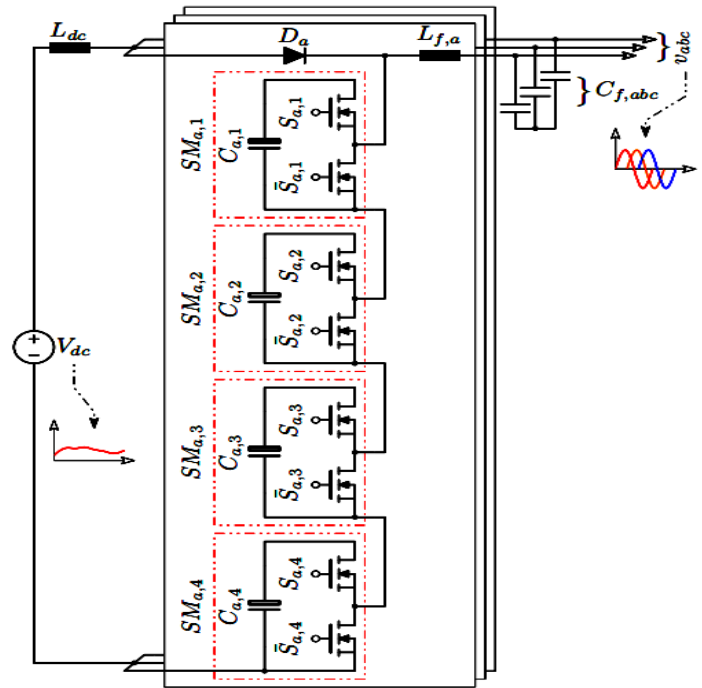 L_dc
D_a
L_f,a
v_abc
} C_f,abc
SM_a,1
C_a,1
S_a,1
S̄_a,1
SM_a,2
C_a,2
S_a,2
S̄_a,2
V_dc
SM_a,3
C_a,3
S_a,3
S̄_a,3
SM_a,4
C_a,4
S_a,4
S̄_a,4